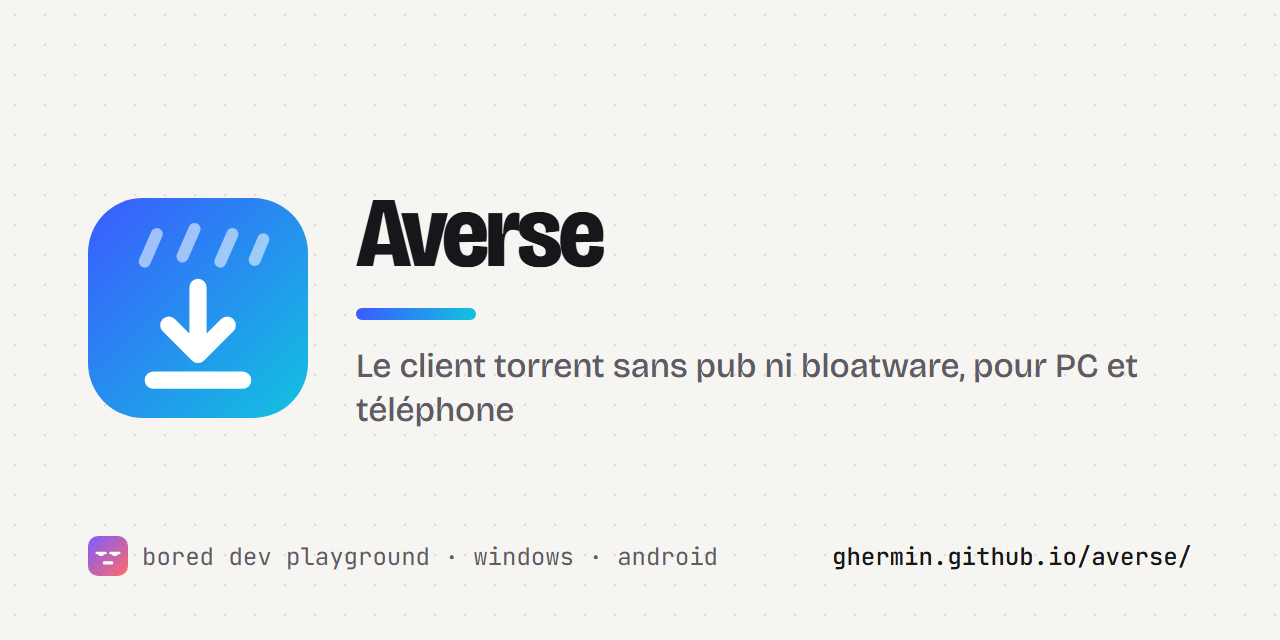 Averse
Le client torrent sans pub ni bloatware, pour PC et
téléphone
bored dev playground · windows · android
ghermin.github.io/averse/